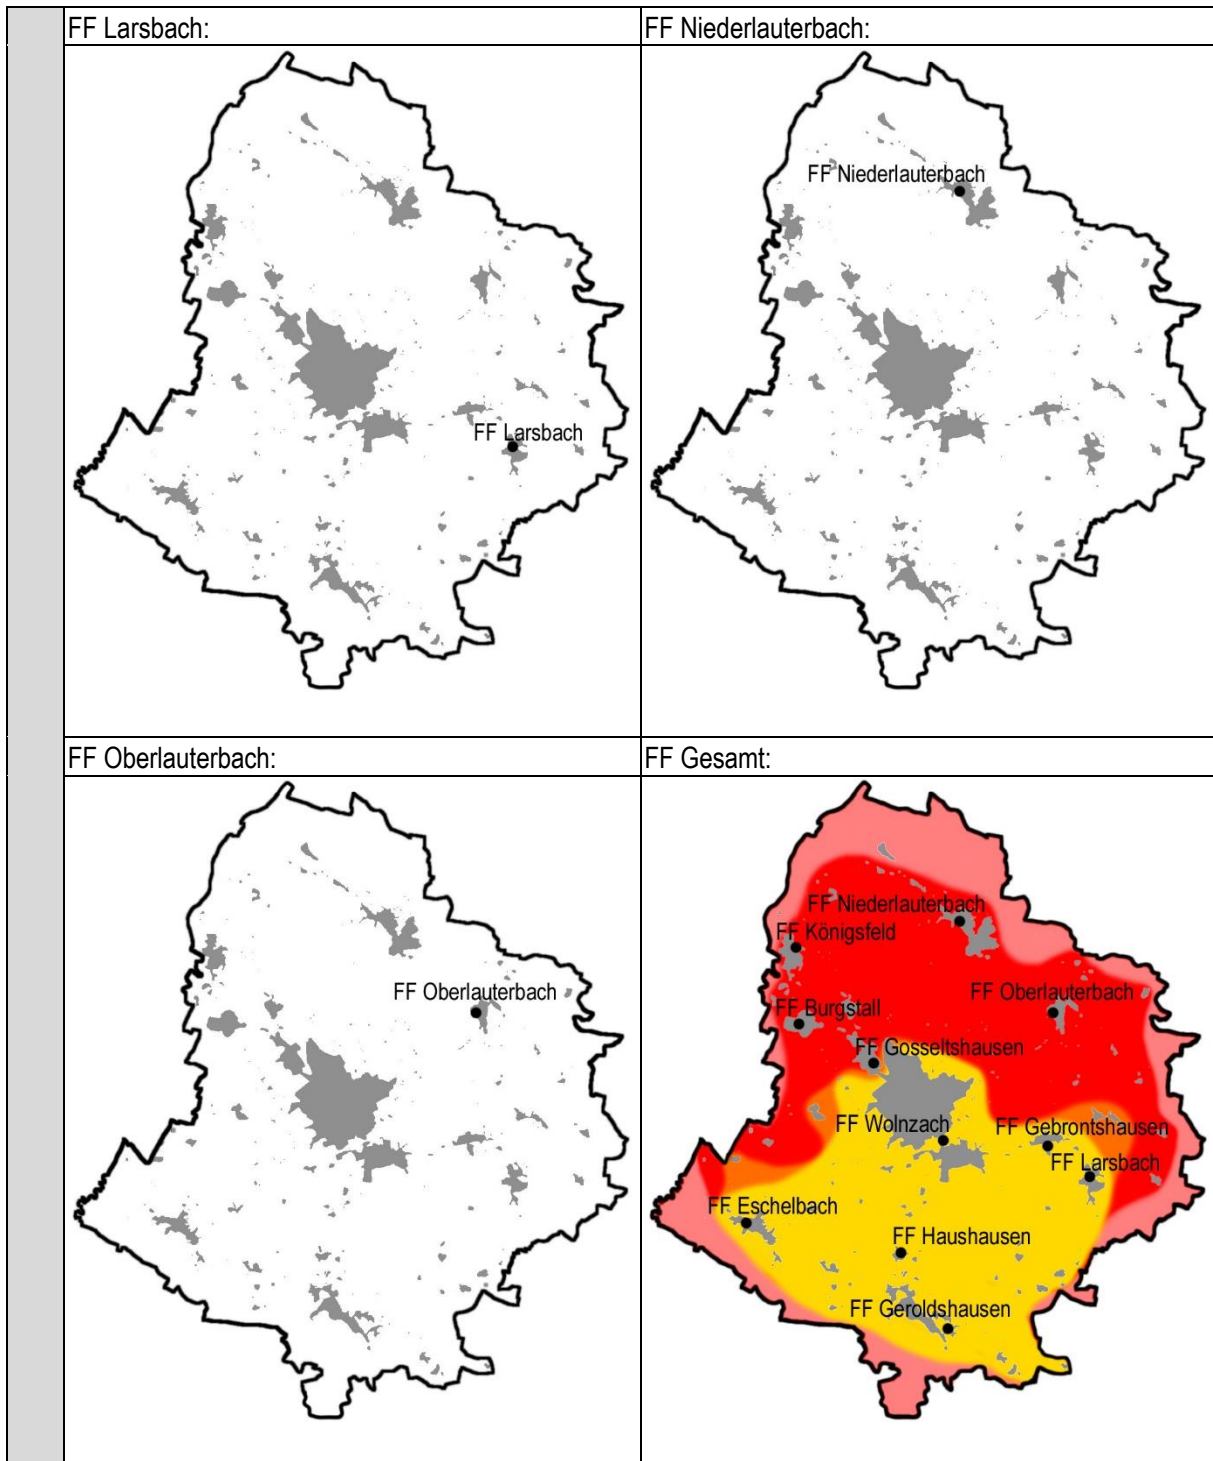 FF Larsbach:
FF Larsbach
FF Niederlauterbach:
FF Niederlauterbach
FF Oberlauterbach:
FF Oberlauterbach
FF Gesamt:
FF Niederlauterbach
FF Königsfeld
FF Oberlauterbach
FF Burgstall
FF Gosseltshausen
FF Wolnzach
FF Gebrontshausen
FF Larsbach
FF Eschelbach
FF Haushausen
FF Geroldshausen